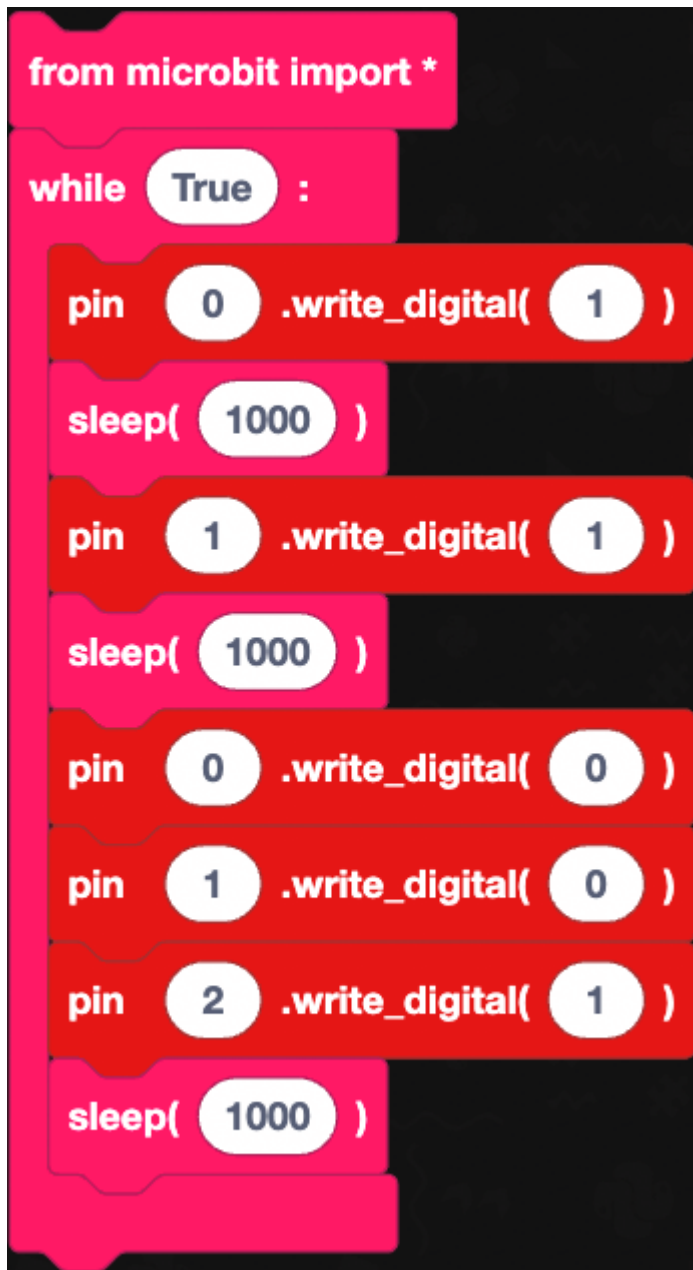 from microbit import *
while True :
pin 0 .write_digital( 1 )
sleep( 1000 )
pin 1 .write_digital( 1 )
sleep( 1000 )
pin 0 .write_digital( 0 )
pin 1 .write_digital( 0 )
pin 2 .write_digital( 1 )
sleep( 1000 )